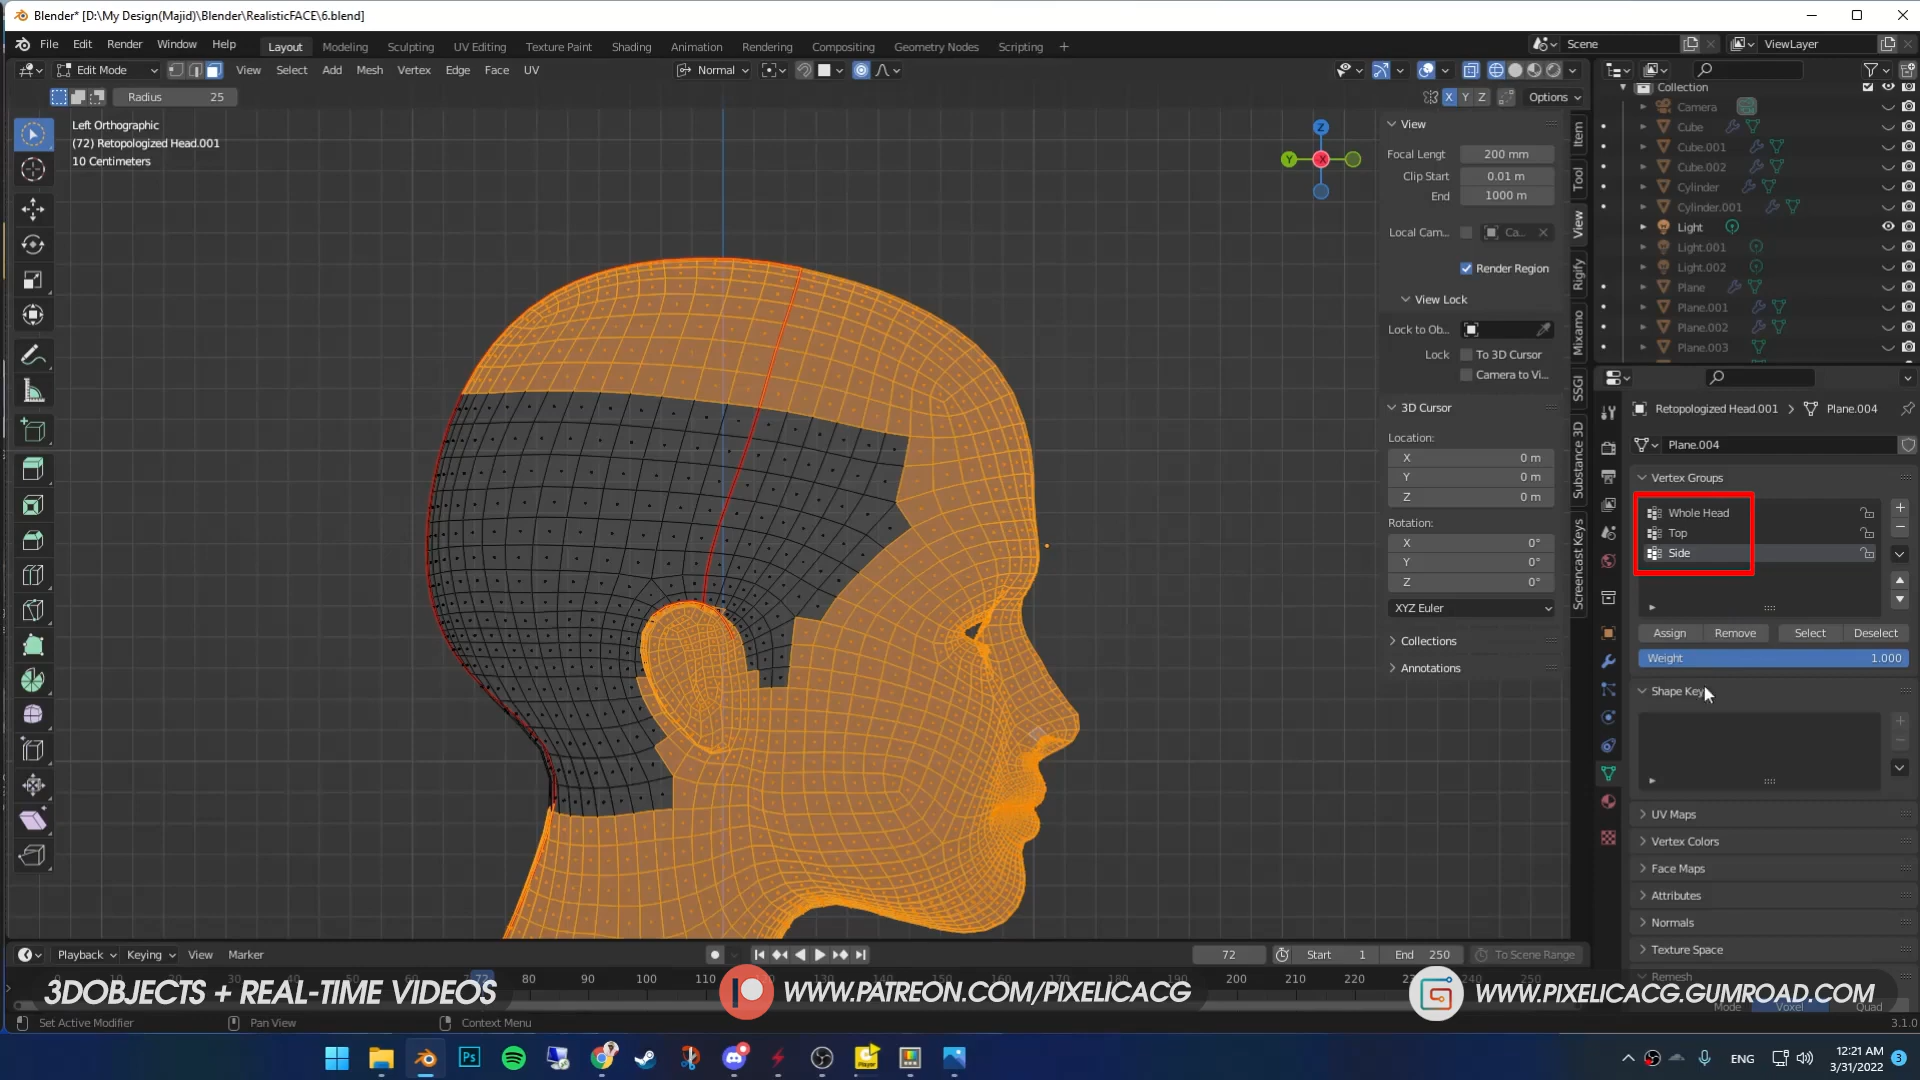 Blender* [D:\My Design(Majid)\Blender\RealisticFACE\6.blend]
File Edit Render Window Help Layout Modeling Sculpting UV Editing Texture Paint Shading Animation Rendering Compositing Geometry Nodes Scripting + Scene ViewLayer
Edit Mode View Select Add Mesh Vertex Edge Face UV Normal
Radius 25 X Y Z Options
Left Orthographic
(72) Retopologized Head.001
10 Centimeters
Z
Y
X
View
Focal Lengt 200 mm
Clip Start 0.01 m
End 1000 m
Local Cam... Ca...
Render Region
View Lock
Lock to Ob...
Lock To 3D Cursor
Camera to Vi...
3D Cursor
Location:
X 0 m
Y 0 m
Z 0 m
Rotation:
X 0°
Y 0°
Z 0°
XYZ Euler
Collections
Annotations
Item
Tool
View
Rigify
Mixamo
SSGI
Substance 3D
Screencast Keys
Collection
Camera
Cube
Cube.001
Cube.002
Cylinder
Cylinder.001
Light
Light.001
Light.002
Plane
Plane.001
Plane.002
Plane.003
Retopologized Head.001 Plane.004
Plane.004
Vertex Groups
Whole Head
Top
Side
Assign Remove Select Deselect
Weight 1.000
Shape Key
UV Maps
Vertex Colors
Face Maps
Attributes
Normals
Texture Space
Remesh
Mode Voxel Quad
Playback Keying View Marker 72 Start 1 End 250 To Scene Range
72 80 90 100 110 200 210 220
3DOBJECTS + REAL-TIME VIDEOS WWW.PATREON.COM/PIXELICACG WWW.PIXELICACG.GUMROAD.COM
Set Active Modifier Pan View Context Menu 3.1.0
ENG 12:21 AM
3/31/2022 3